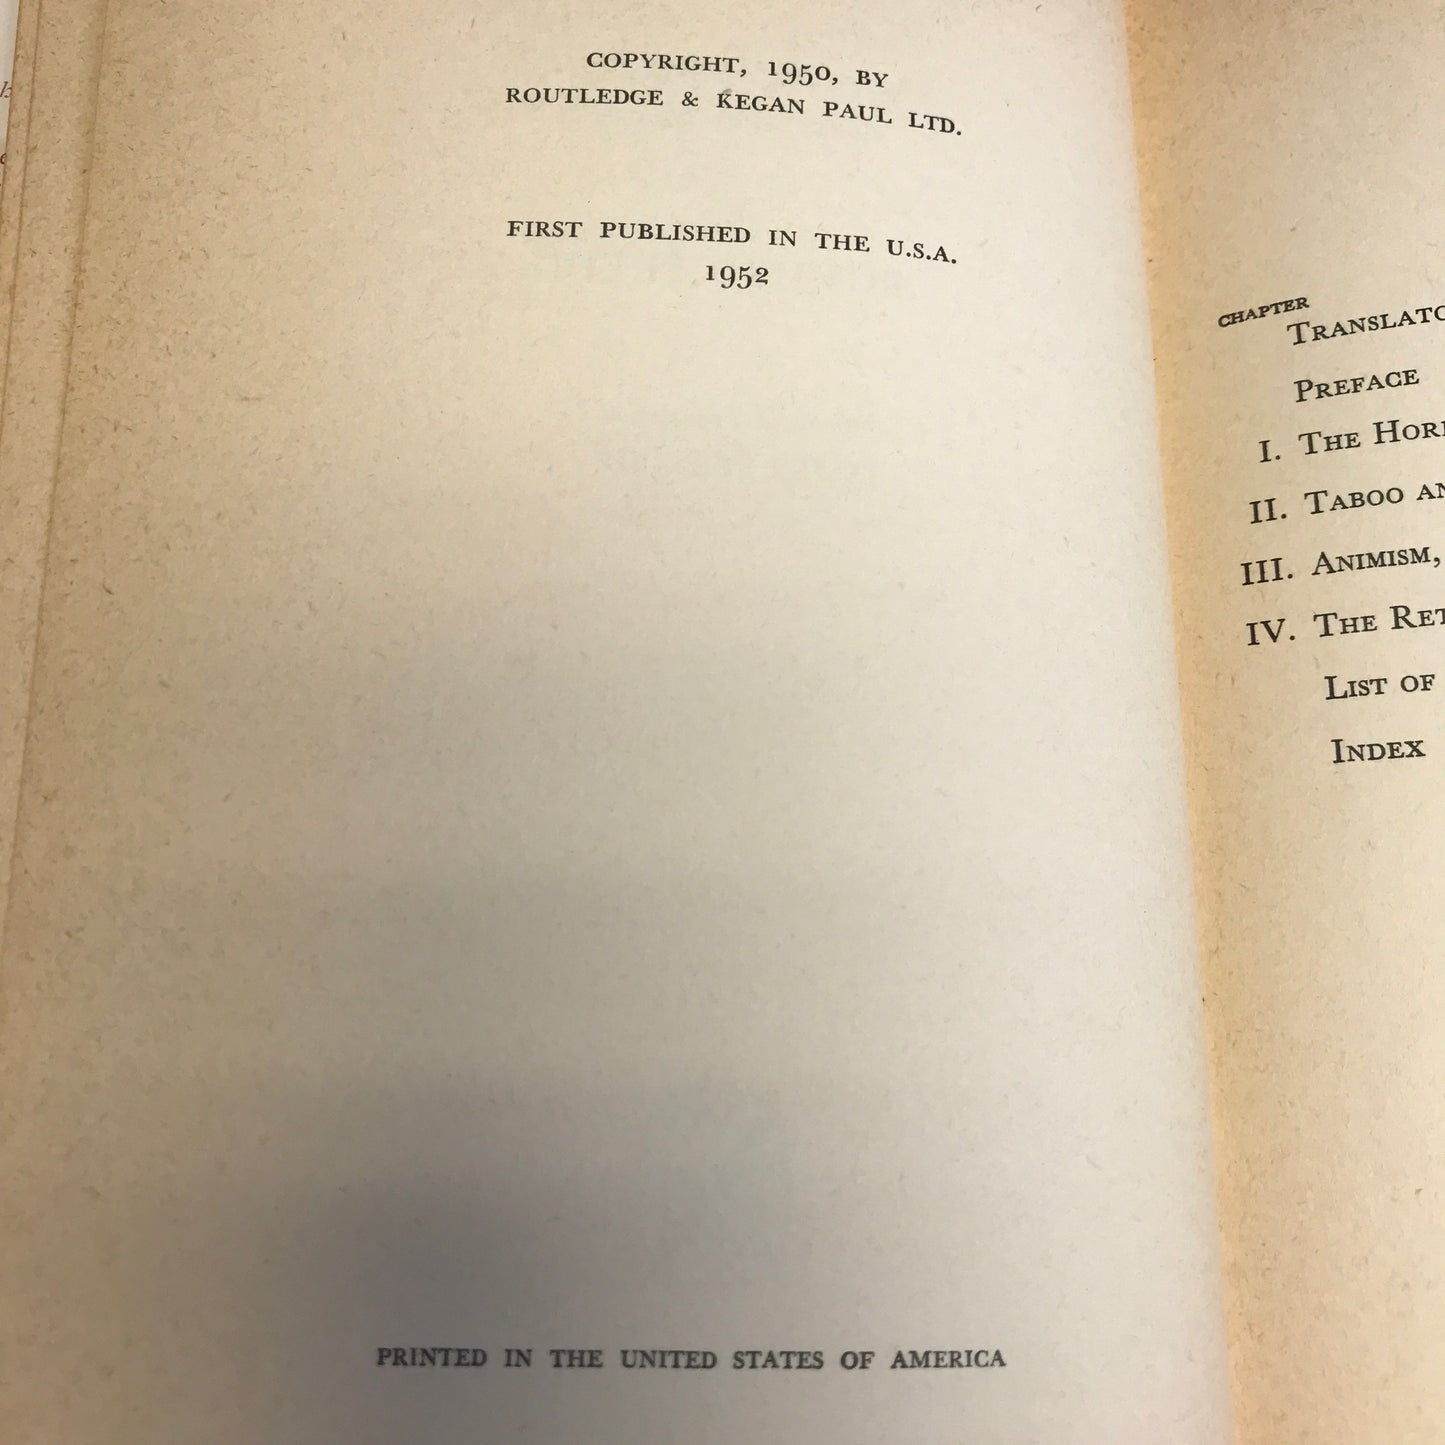 COPYRIGHT, 1950, BY
ROUTLEDGE & KEGAN PAUL LTD.
FIRST PUBLISHED IN THE U.S.A.
1952
PRINTED IN THE UNITED STATES OF AMERICA
CHAPTER
PREFACE
I. THE
II. TABOO
III. ANIMISM,
IV. THE
LIST OF
INDEX